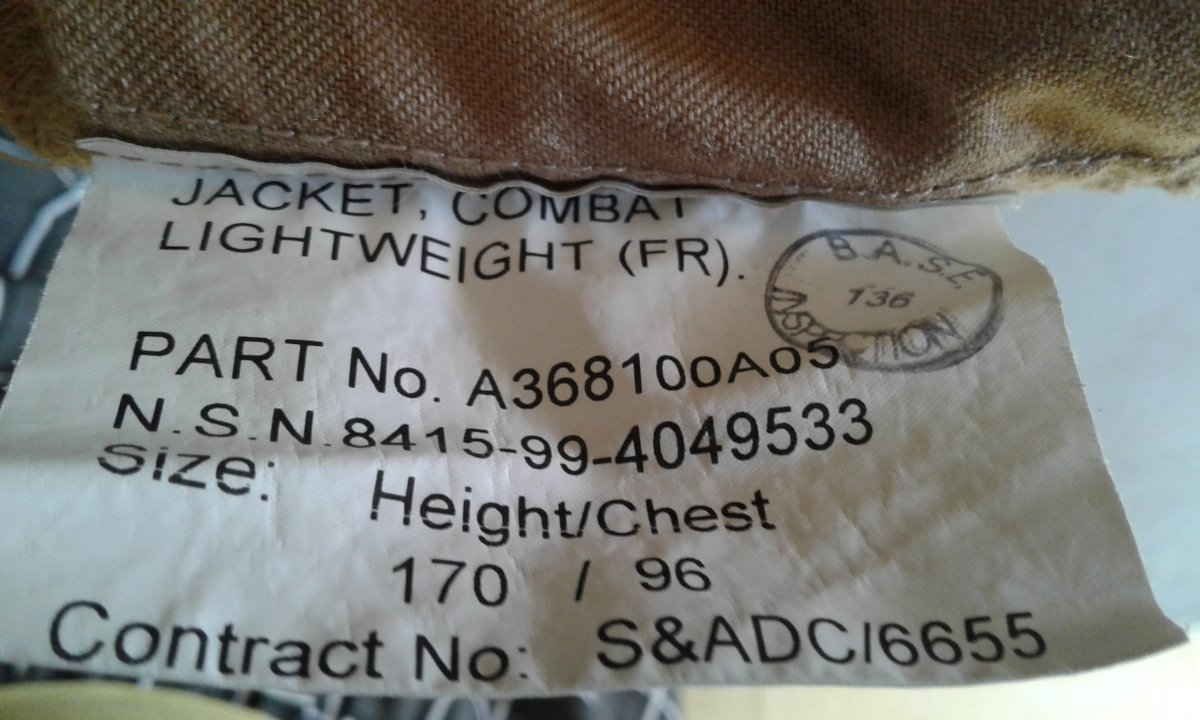 JACKET, COMBAT
LIGHTWEIGHT (FR).
B.A.S.E
136
INSPECTION
PART No. A368100A05
N.S.N. 8415-99-4049533
Size: Height/Chest
170 / 96
Contract No: S&ADC/6655